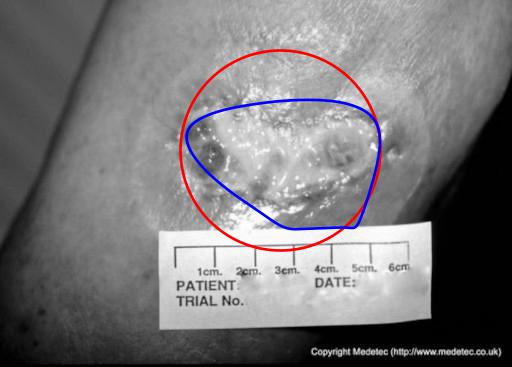 1cm. 2cm. 3cm. 4cm. 5cm. 6cm
PATIENT. DATE:
TRIAL No.
Copyright Medetec (http://www.medetec.co.uk)